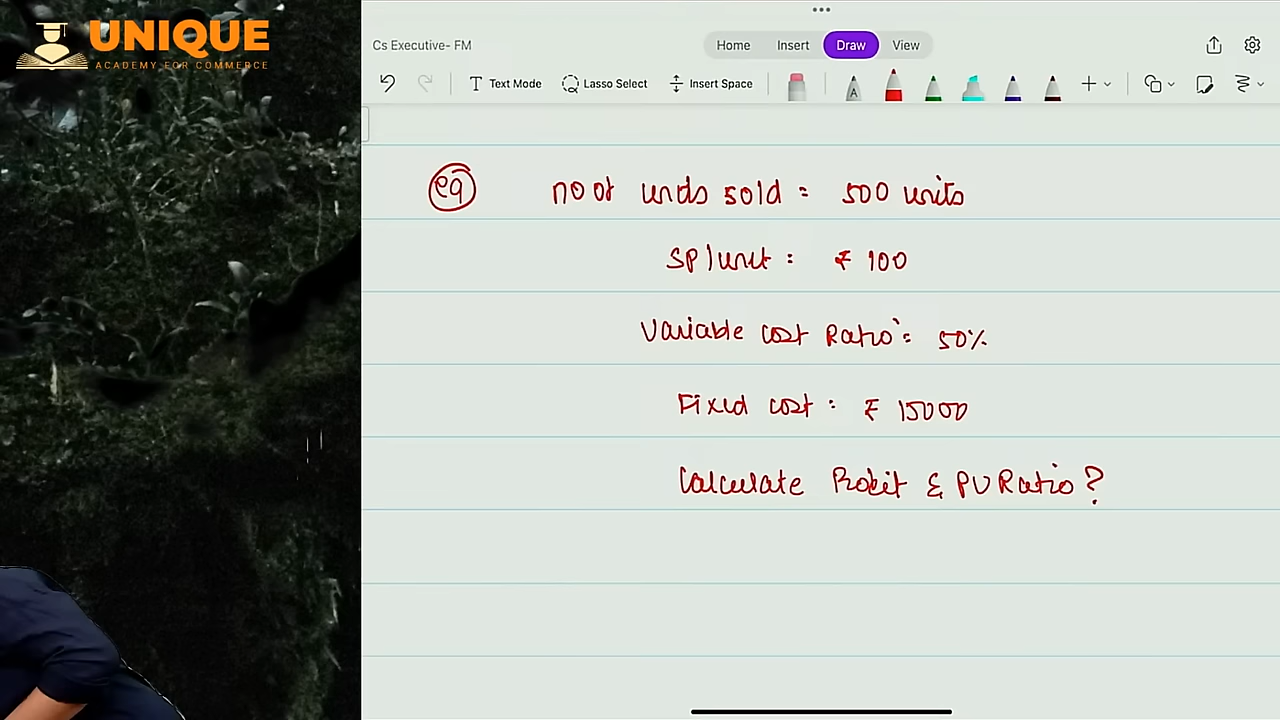 UNIQUE
ACADEMY FOR COMMERCE
Cs Executive- FM
Home Insert Draw View
Text Mode Lasso Select Insert Space
A
eg no of units sold = 500 units
SP/unit : ₹ 100
Variable cost Ratio = 50%
Fixed cost : ₹ 15000
Calculate Profit & PV Ratio?